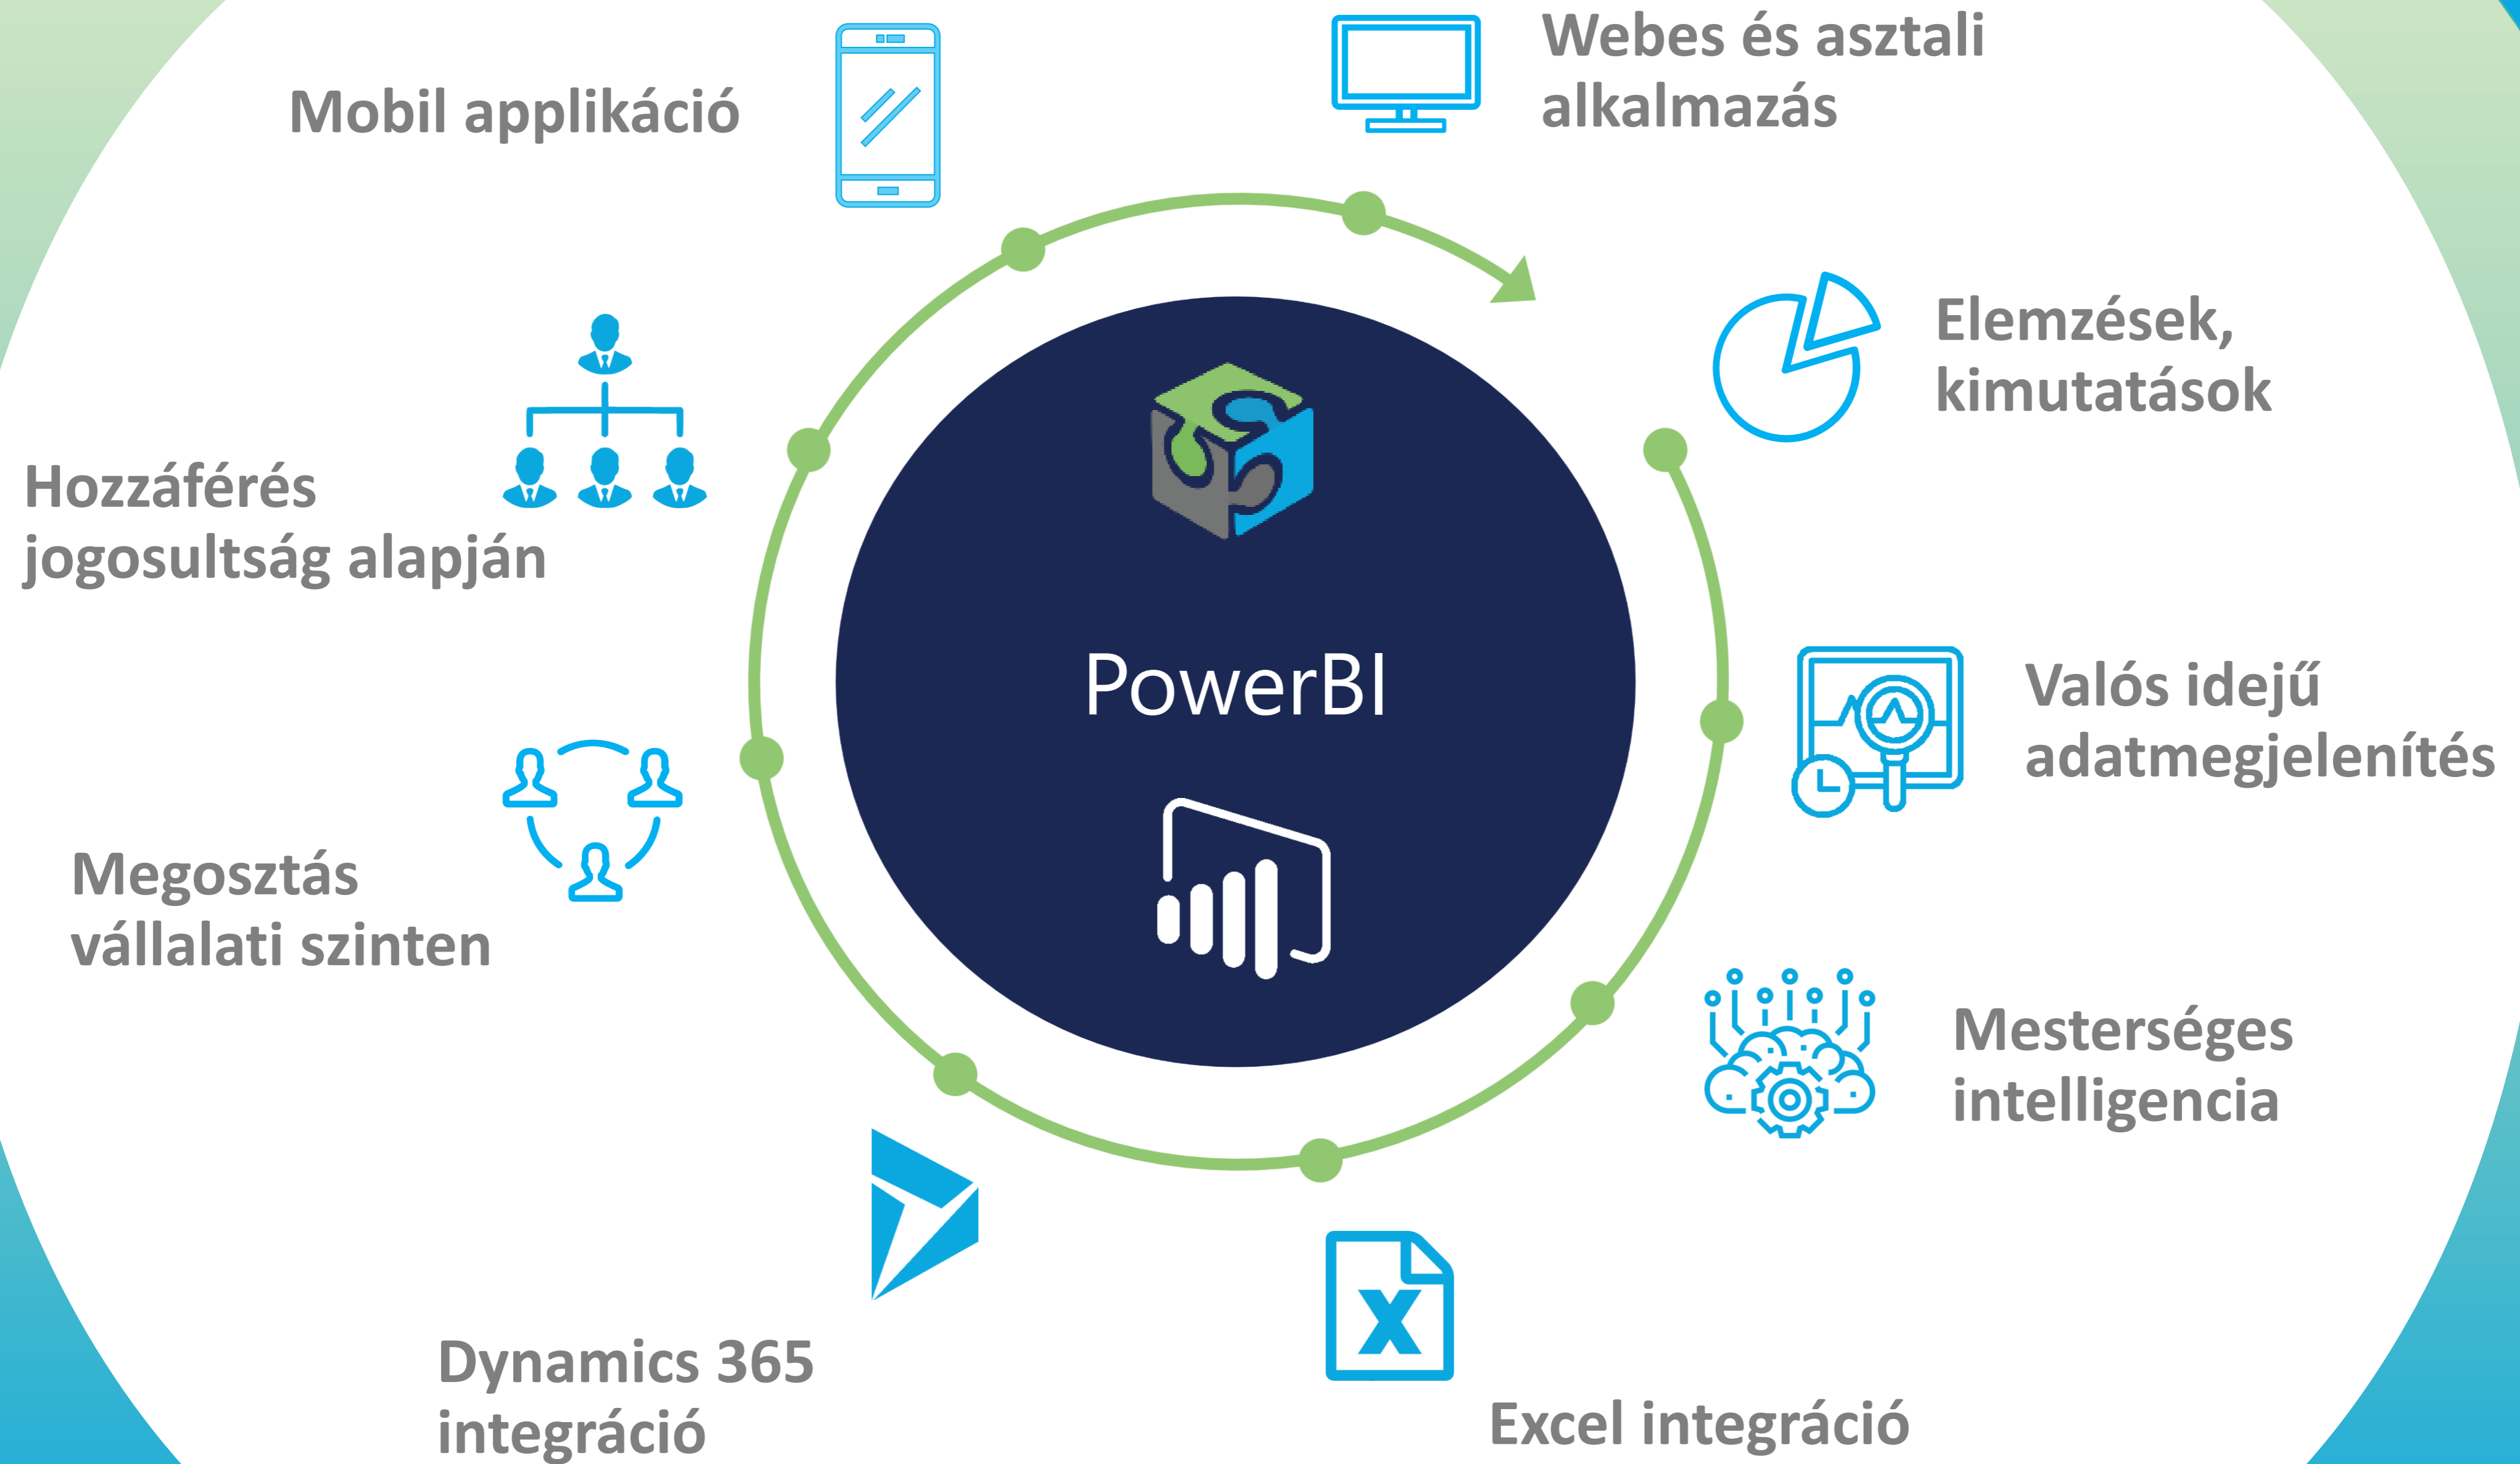 Mobil applikáció
Webes és asztali
alkalmazás
Elemzések,
kimutatások
Hozzáférés
jogosultság alapján
PowerBI
Valós idejű
adatmegjelenítés
Megosztás
vállalati szinten
Mesterséges
intelligencia
Dynamics 365
integráció
X
Excel integráció